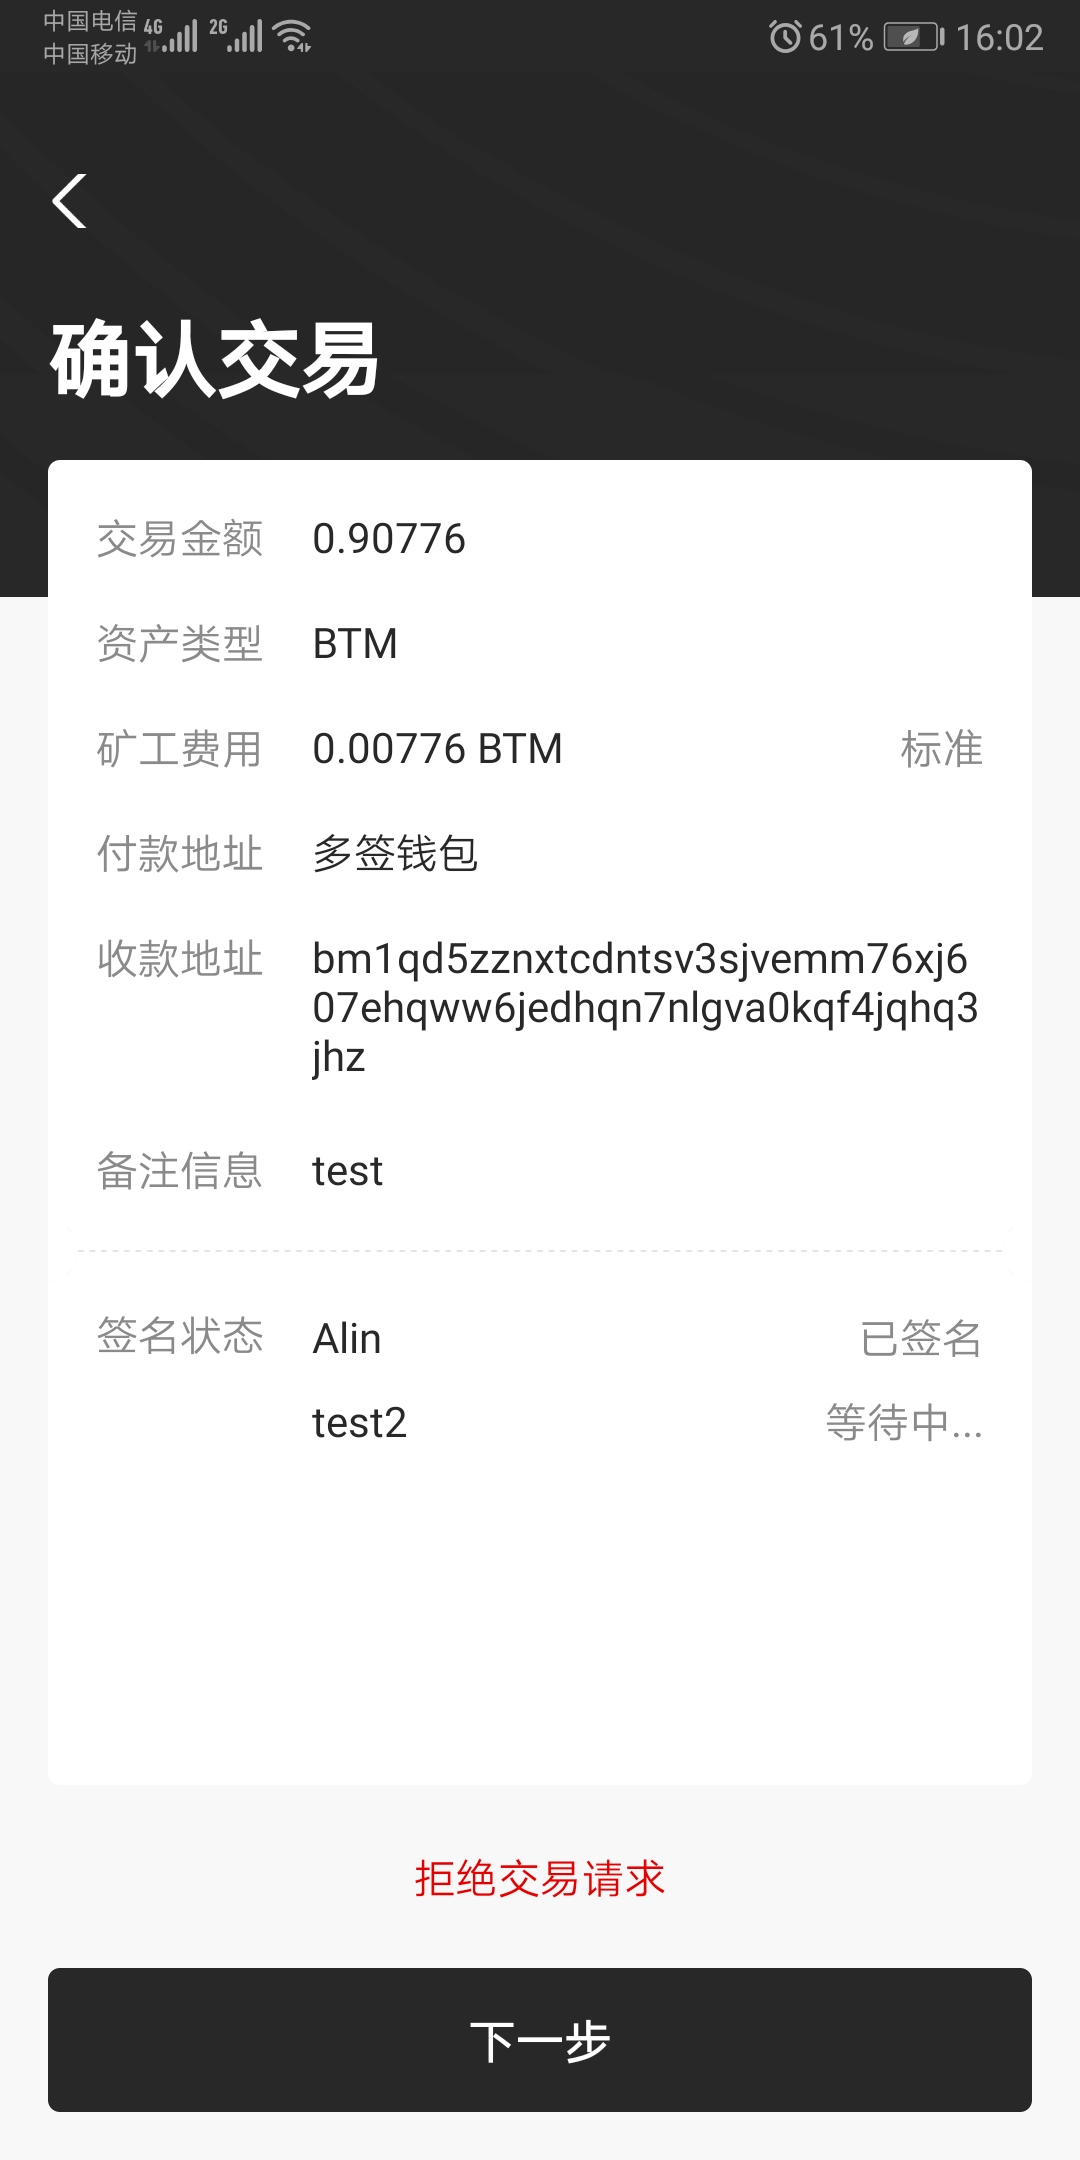 中国电信 4G 2G 61% 16:02
中国移动
确认交易
交易金额 0.90776
资产类型 BTM
矿工费用 0.00776 BTM 标准
付款地址 多签钱包
收款地址 bm1qd5zznxtcdntsv3sjvemm76xj6
07ehqww6jedhqn7nlgva0kqf4jqhq3
jhz
备注信息 test
签名状态 Alin 已签名
test2 等待中...
拒绝交易请求
下一步